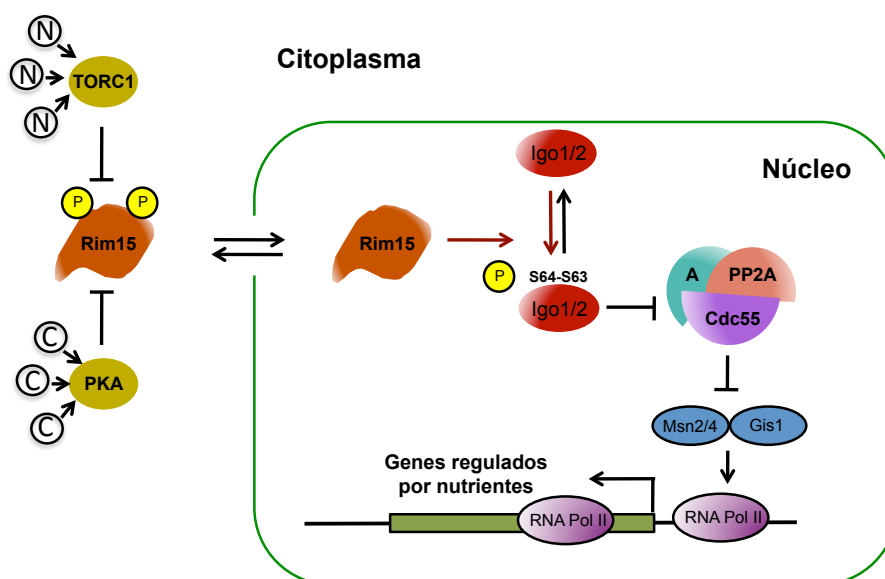 N
Citoplasma
N
TORC1
N
Igo1/2
Núcleo
P
P
Rim15
Rim15
P
S64-S63
A
PP2A
Igo1/2
Cdc55
C
C
PKA
C
Msn2/4
Gis1
Genes regulados
por nutrientes
RNA Pol II
RNA Pol II